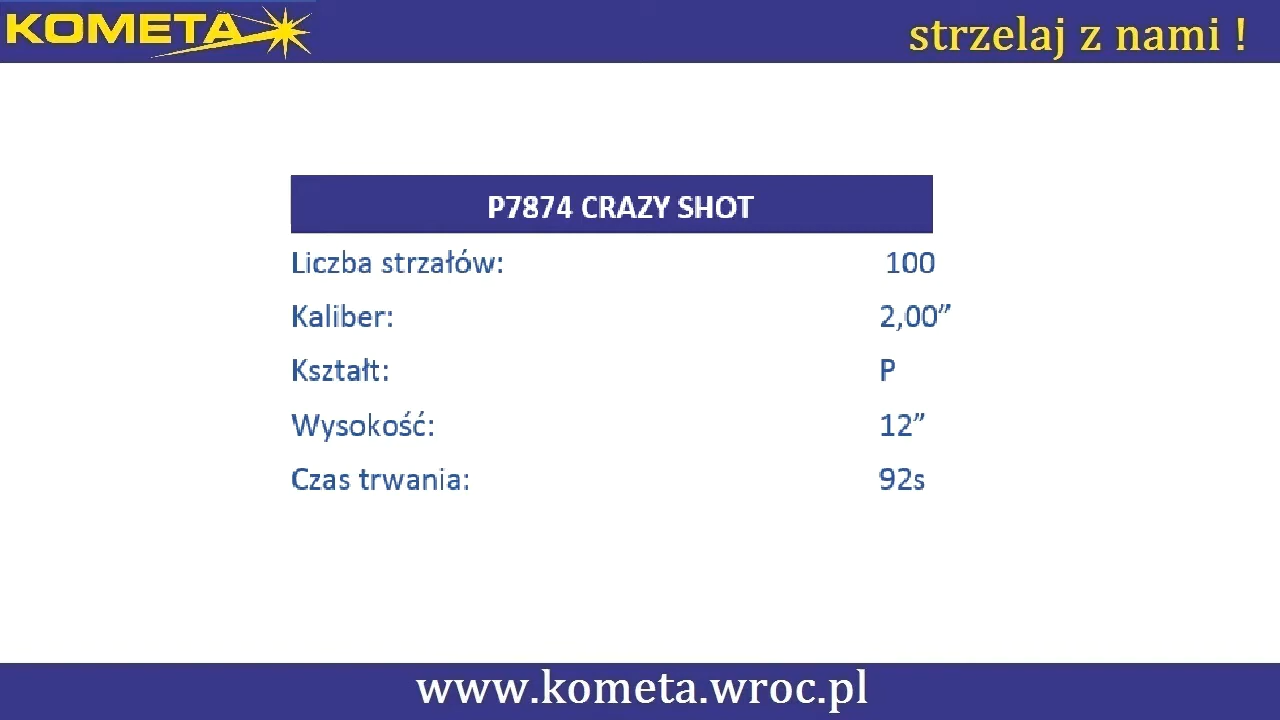 KOMETA
strzelaj z nami !
P7874 CRAZY SHOT
Liczba strzałów: 100
Kaliber: 2,00”
Kształt: P
Wysokość: 12”
Czas trwania: 92s
www.kometa.wroc.pl